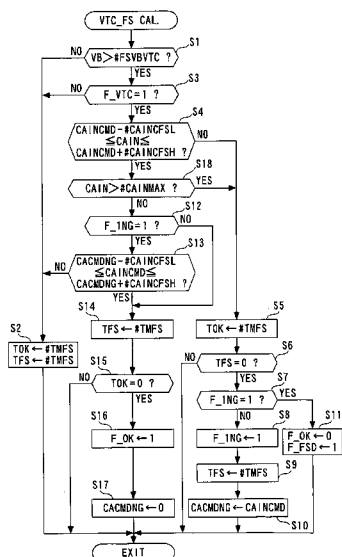 VTC_FS CAL.
S1
VB>#FSVBVTC ?
NO
YES
S3
F_VTC=1 ?
NO
YES
S4
CAINCMD-#CAINCFSL
≦CAIN≦
CAINCMD+#CAINCFSH ?
NO
YES
S18
CAIN>#CAINMAX ?
YES
NO
S12
F_1NG=1 ?
NO
YES
S13
CACMDNG-#CAINCFSL
≦CAINCMD≦
CACMDNG+#CAINCFSH ?
NO
YES
S14
TFS←#TMFS
S5
TOK←#TMFS
S2
TOK←#TMFS
TFS←#TMFS
S15
TOK=0 ?
NO
YES
S6
TFS=0 ?
NO
YES
S7
F_1NG=1 ?
YES
NO
S16
F_OK←1
S8
F_1NG←1
S11
F_OK←0
F_FSD←1
S9
TFS←#TMFS
S17
CACMDNG←0
CACMDNG←CAINCMD
S10
EXIT